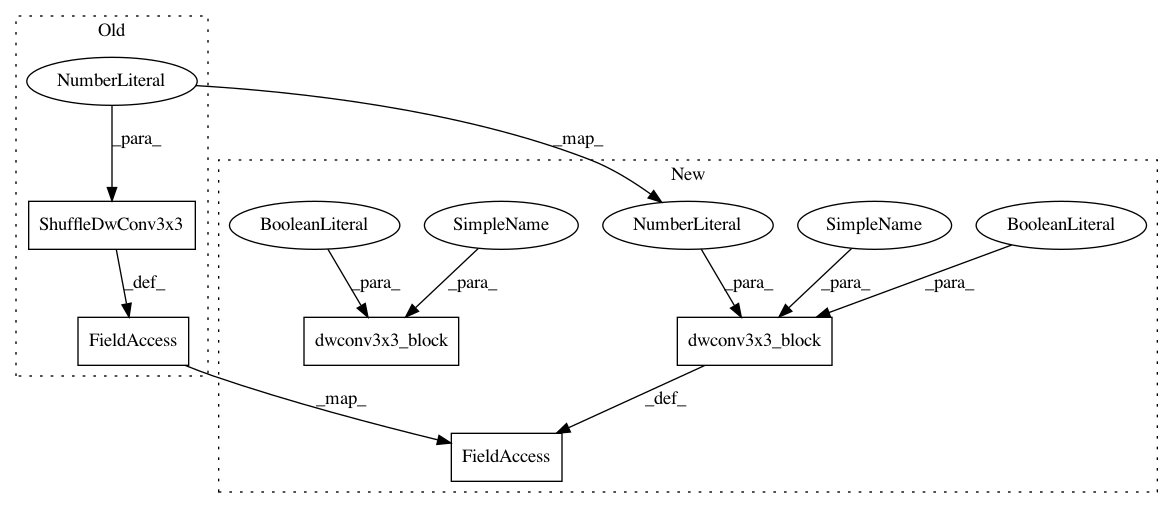 Old
NumberLiteral
_para_
_map_
New
ShuffleDwConv3x3
BooleanLiteral
SimpleName
NumberLiteral
SimpleName
BooleanLiteral
_def_
_para_
_para_
_para_
_para_
_para_
FieldAccess
dwconv3x3_block
dwconv3x3_block
_map_
_def_
FieldAccess